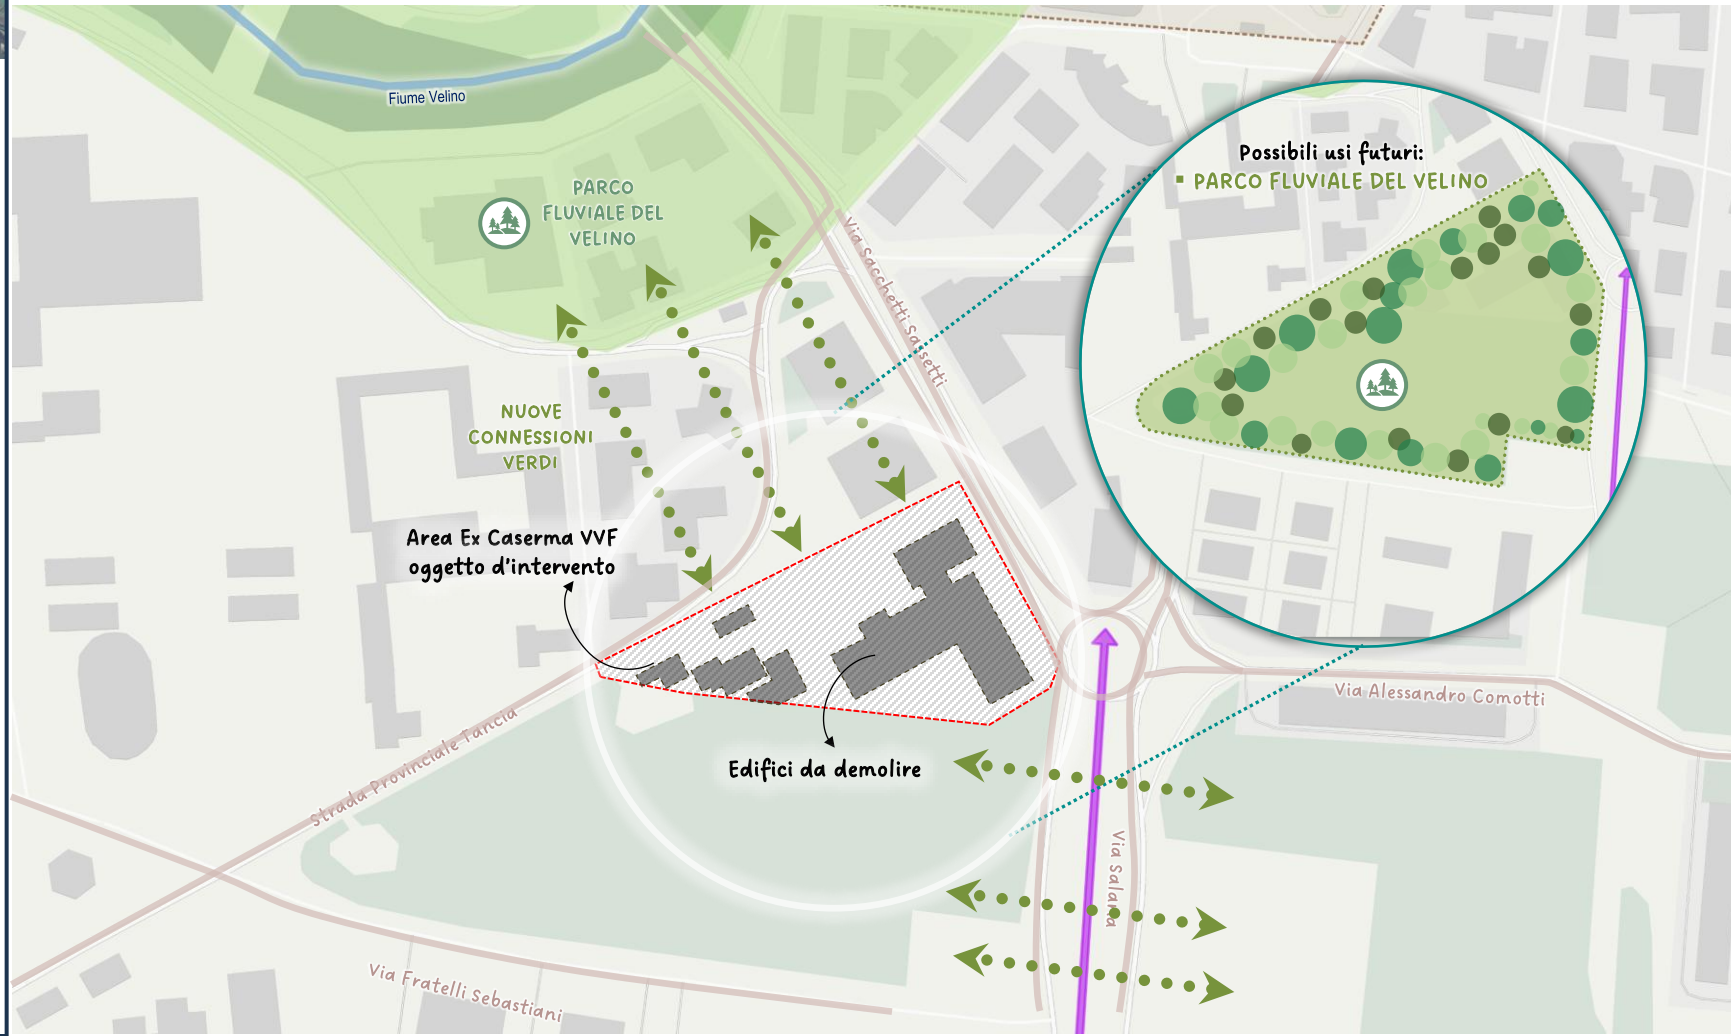 Fiume Velino
PARCO
FLUVIALE DEL
VELINO
Possibili usi futuri:
▪ PARCO FLUVIALE DEL VELINO
Via Sacchetti Sassetti
NUOVE
CONNESSIONI
VERDI
Area Ex Caserma VVF
oggetto d'intervento
Edifici da demolire
Via Alessandro Comotti
Strada Provinciale Tancia
Via Salaria
Via Fratelli Sebastiani